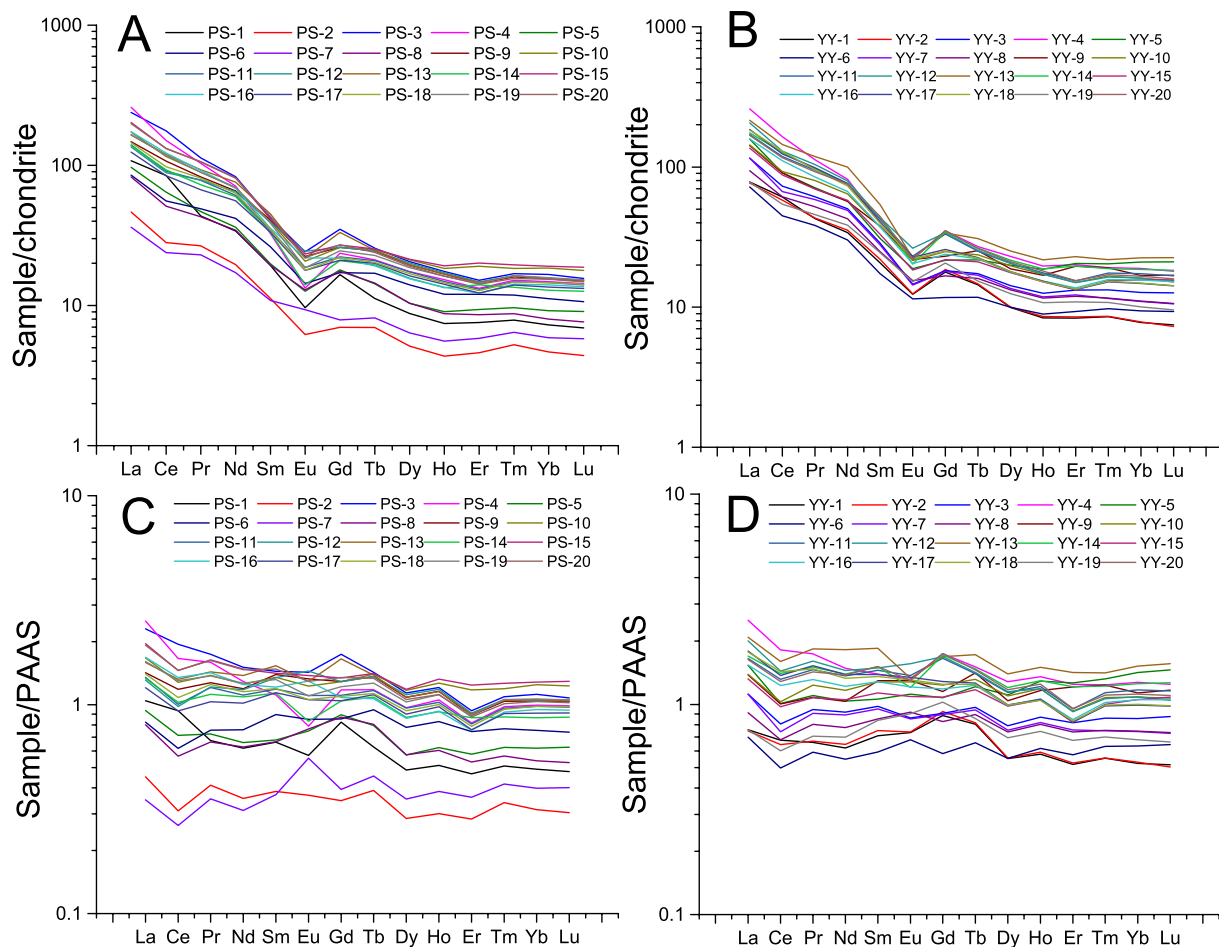 A
1000
100
10
1
Sample/chondrite
PS-1 PS-2 PS-3 PS-4 PS-5
PS-6 PS-7 PS-8 PS-9 PS-10
PS-11 PS-12 PS-13 PS-14 PS-15
PS-16 PS-17 PS-18 PS-19 PS-20
La Ce Pr Nd Sm Eu Gd Tb Dy Ho Er Tm Yb Lu
B
1000
100
10
1
Sample/chondrite
YY-1 YY-2 YY-3 YY-4 YY-5
YY-6 YY-7 YY-8 YY-9 YY-10
YY-11 YY-12 YY-13 YY-14 YY-15
YY-16 YY-17 YY-18 YY-19 YY-20
La Ce Pr Nd Sm Eu Gd Tb Dy Ho Er Tm Yb Lu
C
10
1
0.1
Sample/PAAS
PS-1 PS-2 PS-3 PS-4 PS-5
PS-6 PS-7 PS-8 PS-9 PS-10
PS-11 PS-12 PS-13 PS-14 PS-15
PS-16 PS-17 PS-18 PS-19 PS-20
La Ce Pr Nd Sm Eu Gd Tb Dy Ho Er Tm Yb Lu
D
10
1
0.1
Sample/PAAS
YY-1 YY-2 YY-3 YY-4 YY-5
YY-6 YY-7 YY-8 YY-9 YY-10
YY-11 YY-12 YY-13 YY-14 YY-15
YY-16 YY-17 YY-18 YY-19 YY-20
La Ce Pr Nd Sm Eu Gd Tb Dy Ho Er Tm Yb Lu